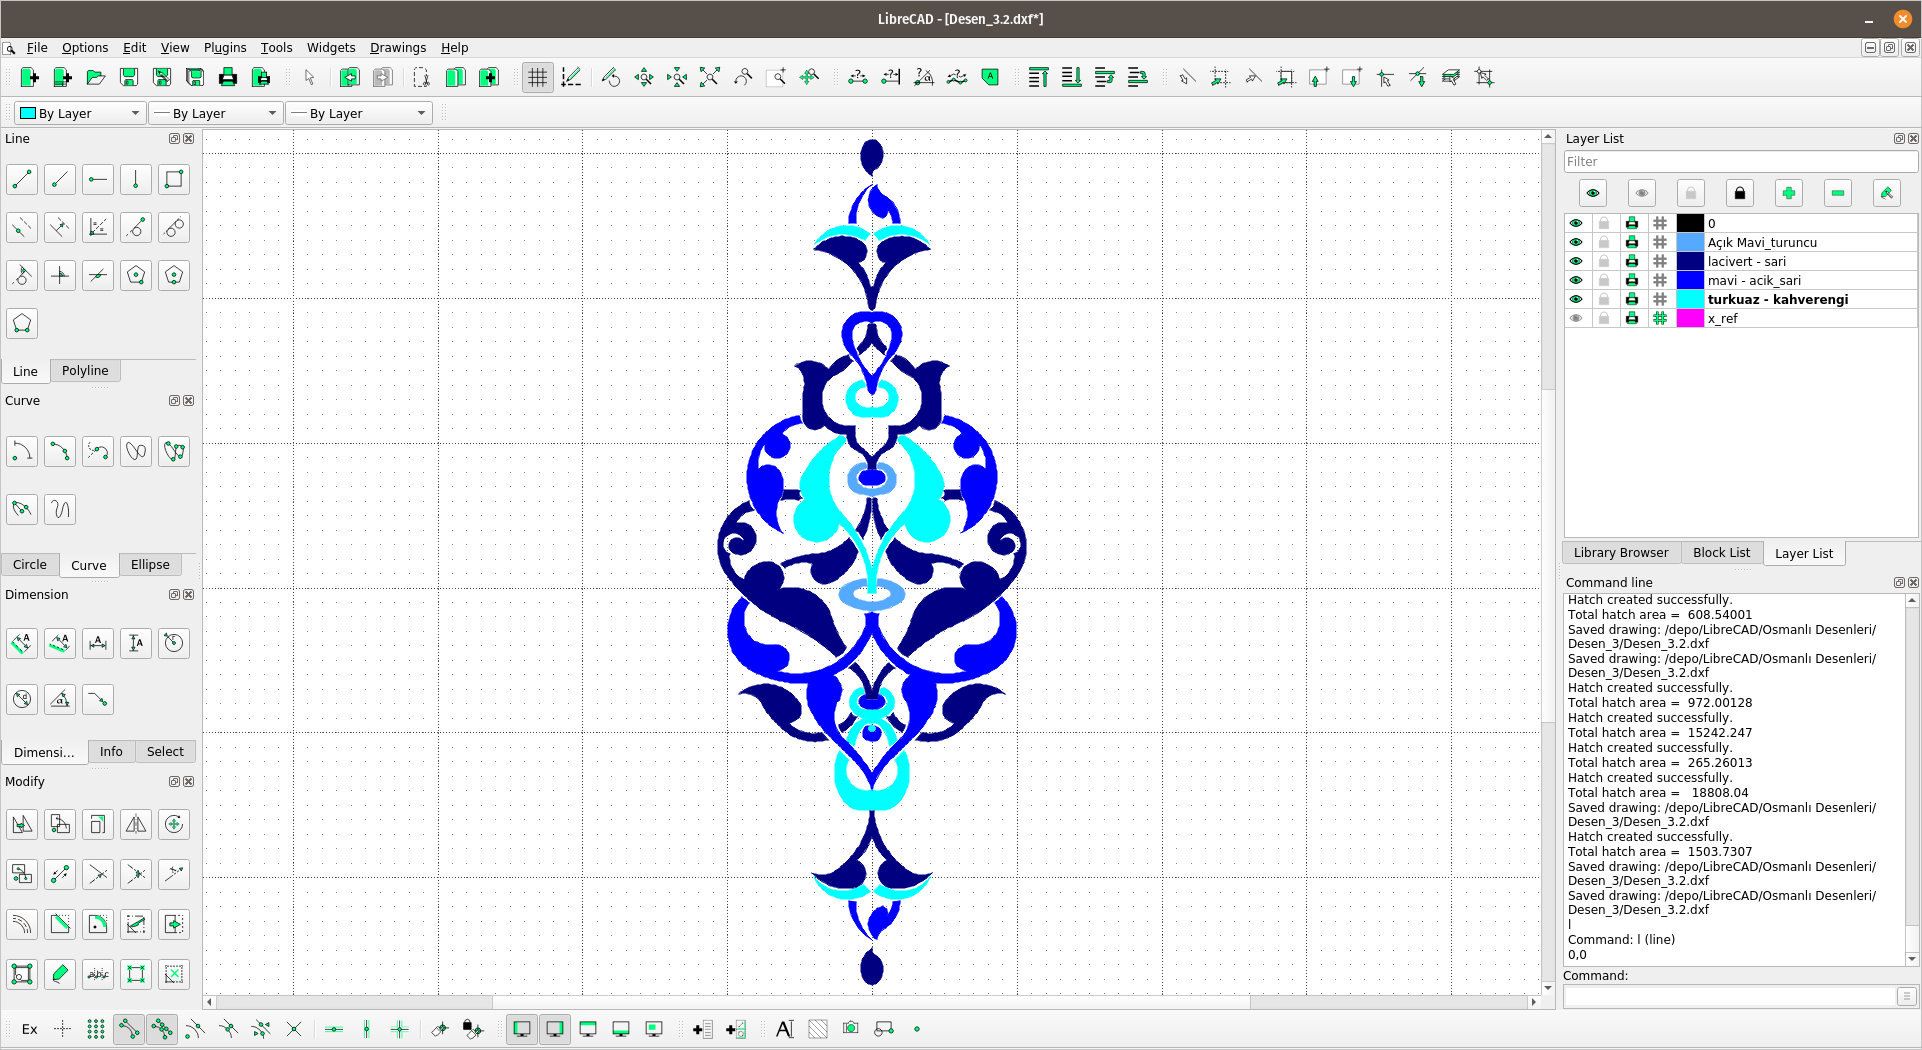 LibreCAD - [Desen_3.2.dxf*]
File Options Edit View Plugins Tools Widgets Drawings Help
By Layer By Layer By Layer
Line
Line Polyline
Curve
Circle Curve Ellipse
Dimension
Dimensi... Info Select
Modify
Ex
Layer List
Filter
0
Açık Mavi_turuncu
lacivert - sari
mavi - acik_sari
turkuaz - kahverengi
x_ref
Library Browser Block List Layer List
Command line
Hatch created successfully.
Total hatch area = 608.54001
Saved drawing: /depo/LibreCAD/Osmanlı Desenleri/
Desen_3/Desen_3.2.dxf
Saved drawing: /depo/LibreCAD/Osmanlı Desenleri/
Desen_3/Desen_3.2.dxf
Hatch created successfully.
Total hatch area = 972.00128
Hatch created successfully.
Total hatch area = 15242.247
Hatch created successfully.
Total hatch area = 265.26013
Hatch created successfully.
Total hatch area = 18808.04
Saved drawing: /depo/LibreCAD/Osmanlı Desenleri/
Desen_3/Desen_3.2.dxf
Hatch created successfully.
Total hatch area = 1503.7307
Saved drawing: /depo/LibreCAD/Osmanlı Desenleri/
Desen_3/Desen_3.2.dxf
Saved drawing: /depo/LibreCAD/Osmanlı Desenleri/
Desen_3/Desen_3.2.dxf
l
Command: l (line)
0,0
Command: